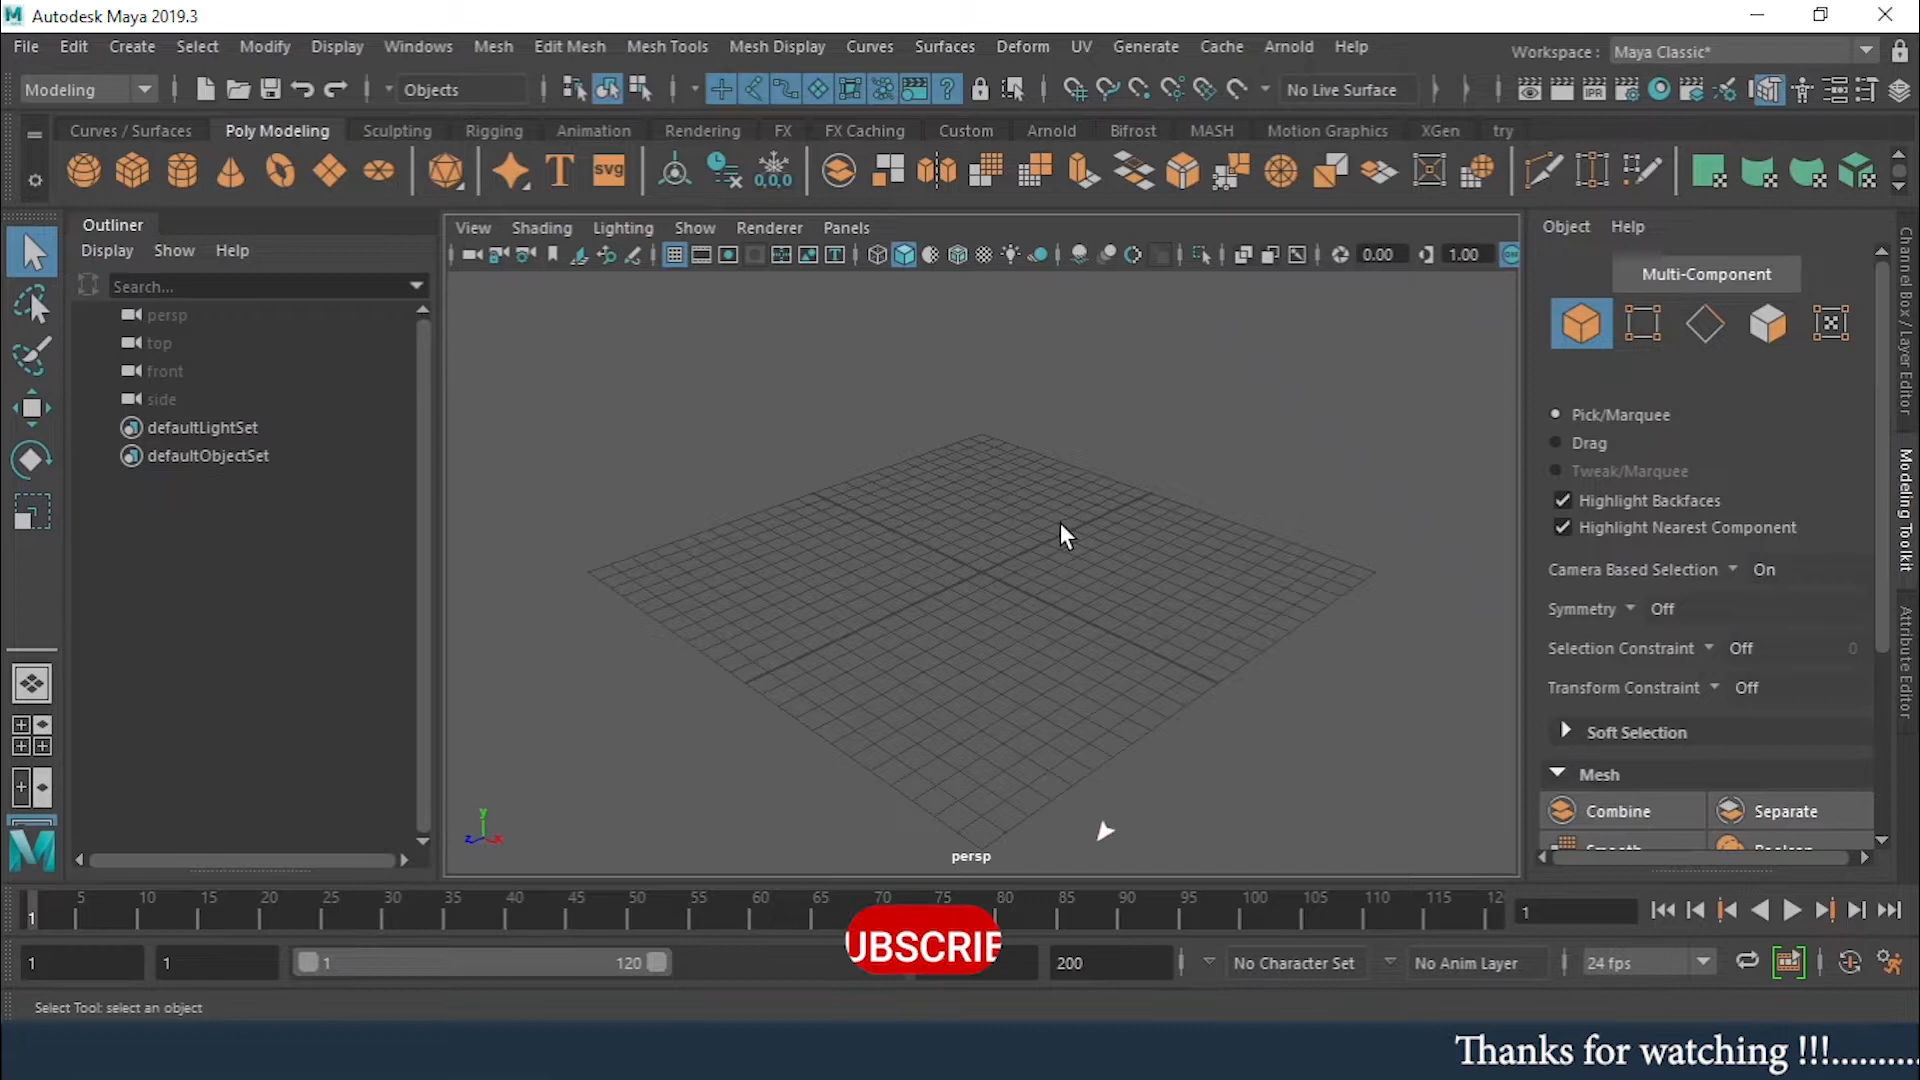 Autodesk Maya 2019.3
File Edit Create Select Modify Display Windows Mesh Edit Mesh Mesh Tools Mesh Display Curves Surfaces Deform UV Generate Cache Arnold Help
Workspace : Maya Classic*
Modeling Objects No Live Surface
Curves / Surfaces Poly Modeling Sculpting Rigging Animation Rendering FX FX Caching Custom Arnold Bifrost MASH Motion Graphics XGen try
T SVG 0,0,0
IPR
Outliner
Display Show Help
Search...
persp
top
front
side
defaultLightSet
defaultObjectSet
View Shading Lighting Show Renderer Panels
0.00 1.00
y
z x
persp
Object Help
Multi-Component
Pick/Marquee
Drag
Tweak/Marquee
Highlight Backfaces
Highlight Nearest Component
Camera Based Selection On
Symmetry Off
Selection Constraint Off 0
Transform Constraint Off
Soft Selection
Mesh
Combine Separate
Channel Box / Layer Editor
Modeling Toolkit
Attribute Editor
1 5 10 15 20 25 30 35 40 45 50 55 60 65 70 75 80 85 90 95 100 105 110 115 12
1
1 1 1 120 200 No Character Set No Anim Layer 24 fps
UBSCRIE
Select Tool: select an object
Thanks for watching !!!..........